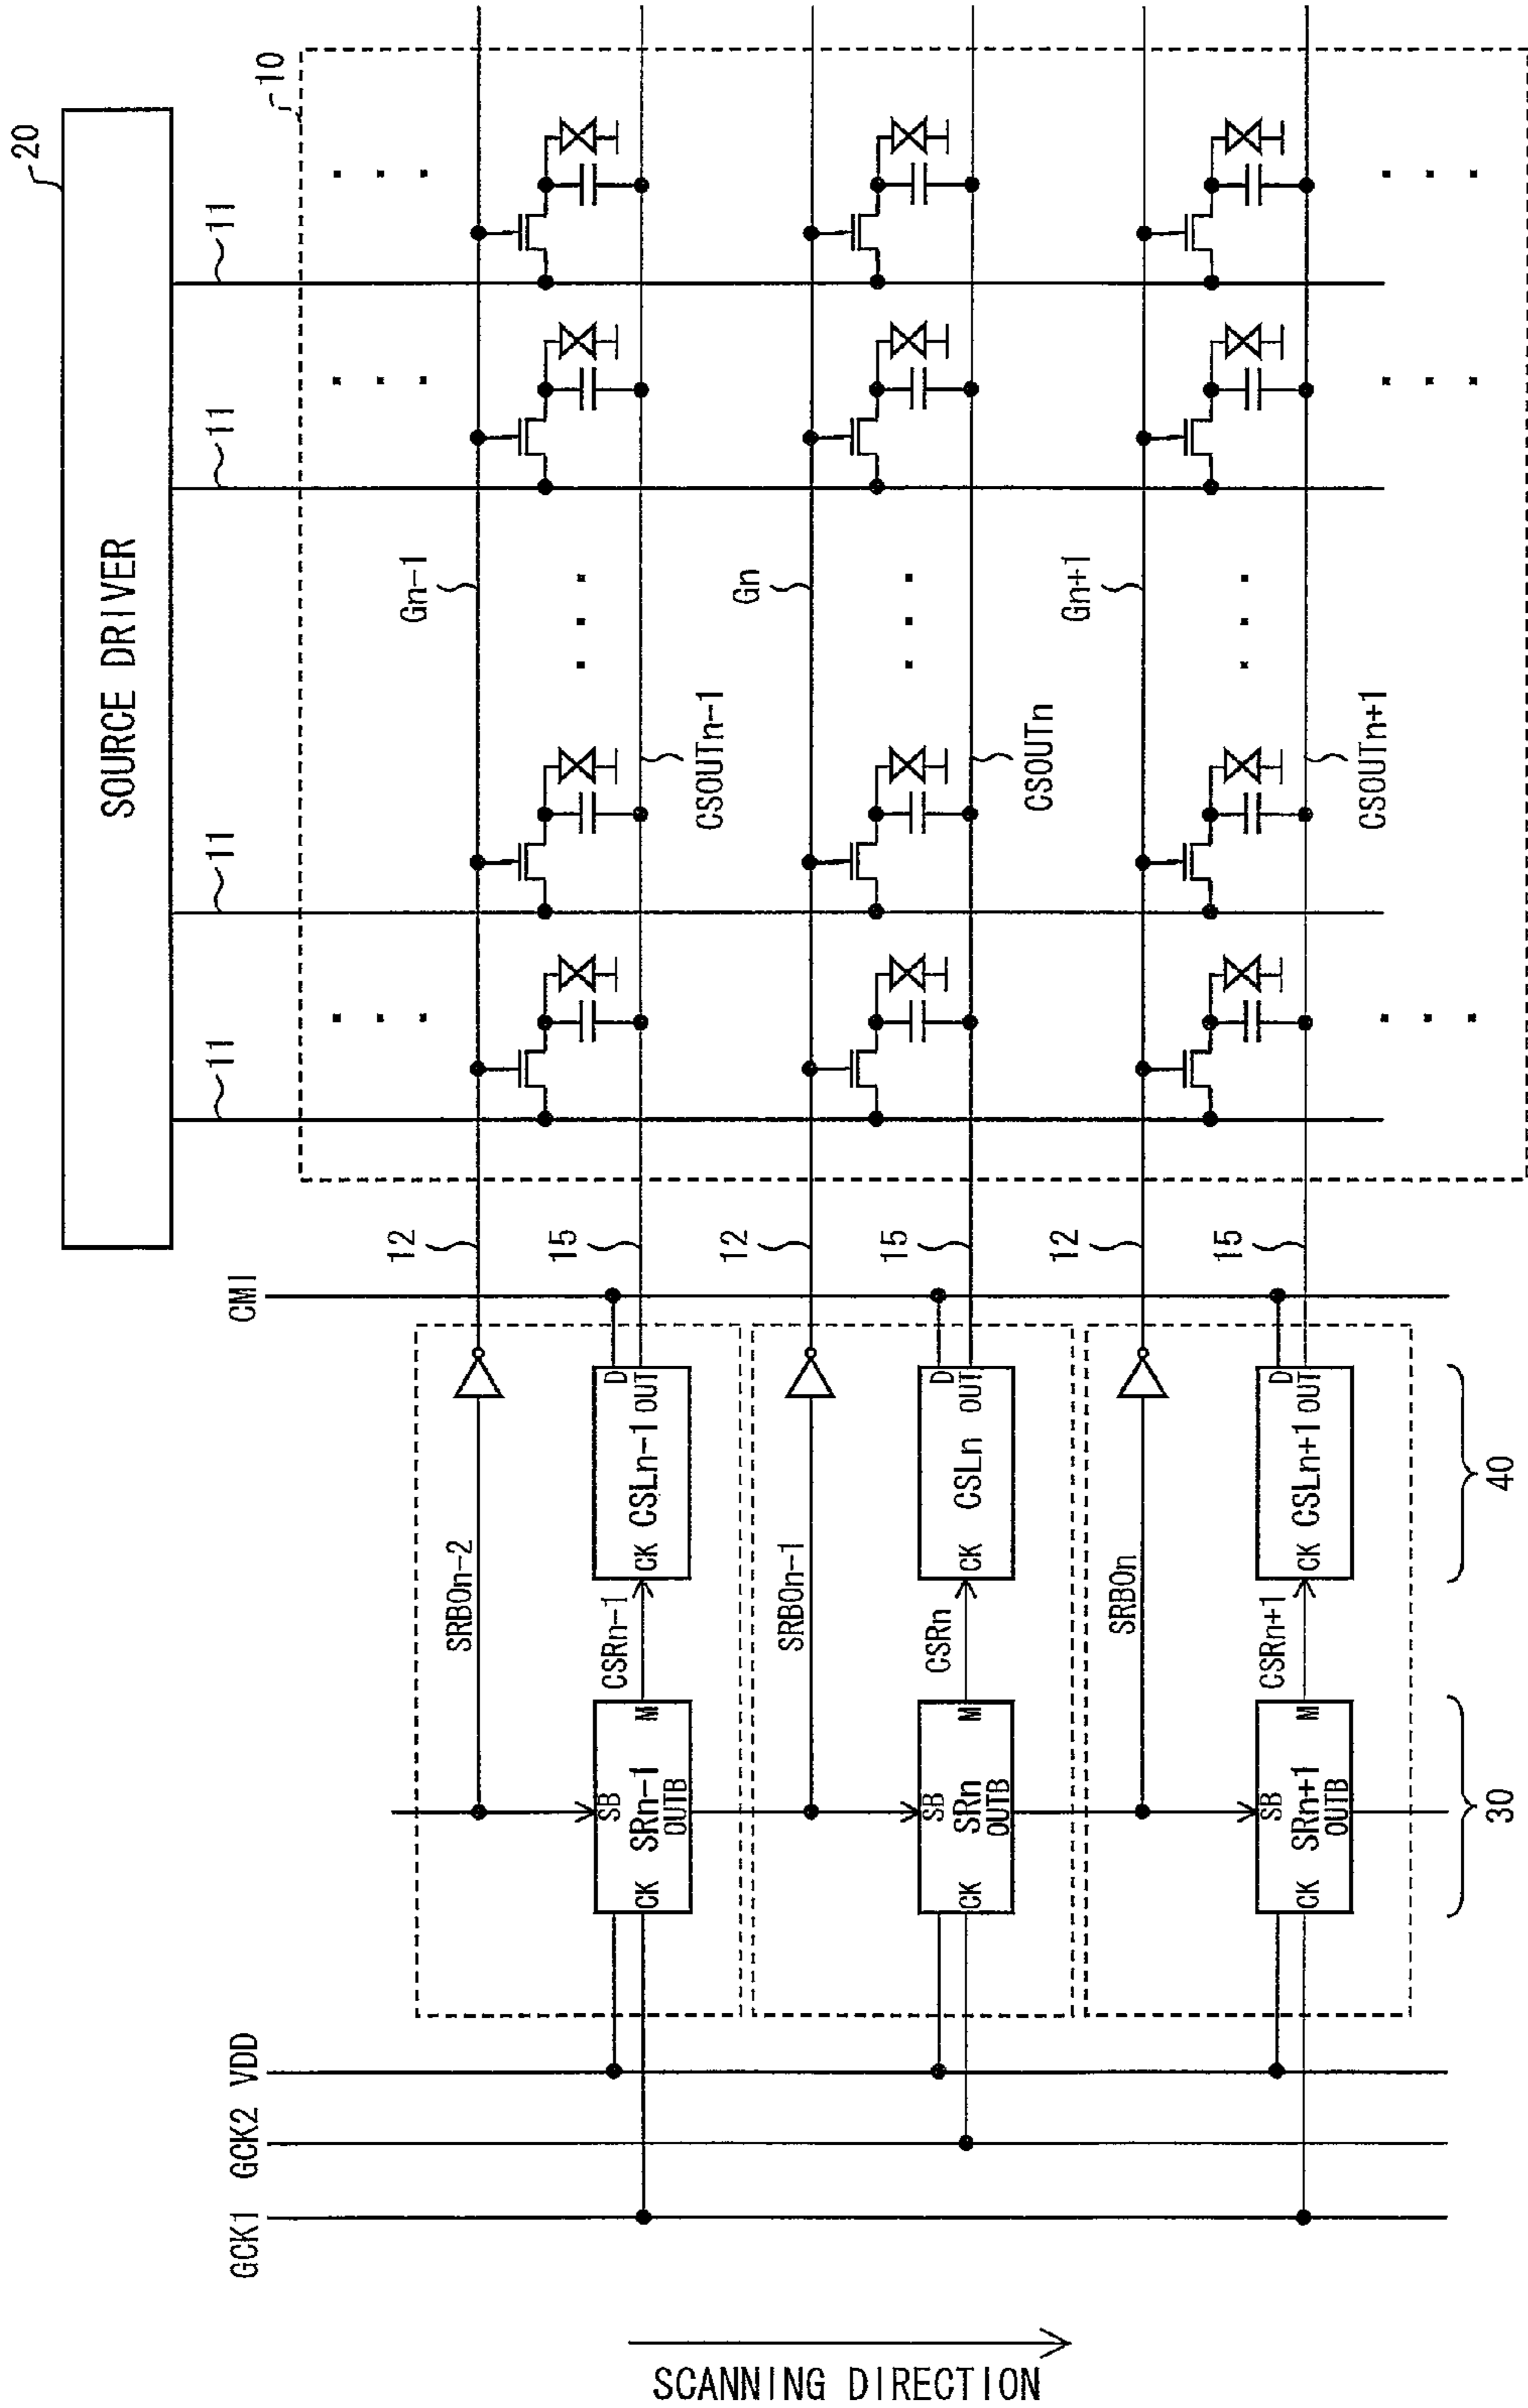 20
SOURCE DRIVER
10
11
11
11
11
Gn-1
CSOUTn-1
Gn
CSOUTn
Gn+1
CSOUTn+1
12
15
12
15
12
15
CMI
SRBOn-2
CSRn-1
CK CSLn-1 OUT
D
SB
SRn-1
OUTB
CK
M
SRBOn-1
CSRn
CK CSLn OUT
D
SB
SRn
OUTB
CK
M
SRBOn
CSRn+1
CK CSLn+1 OUT
D
SB
SRn+1
OUTB
CK
M
40
30
VDD
GCK2
GCK1
SCANNING DIRECTION